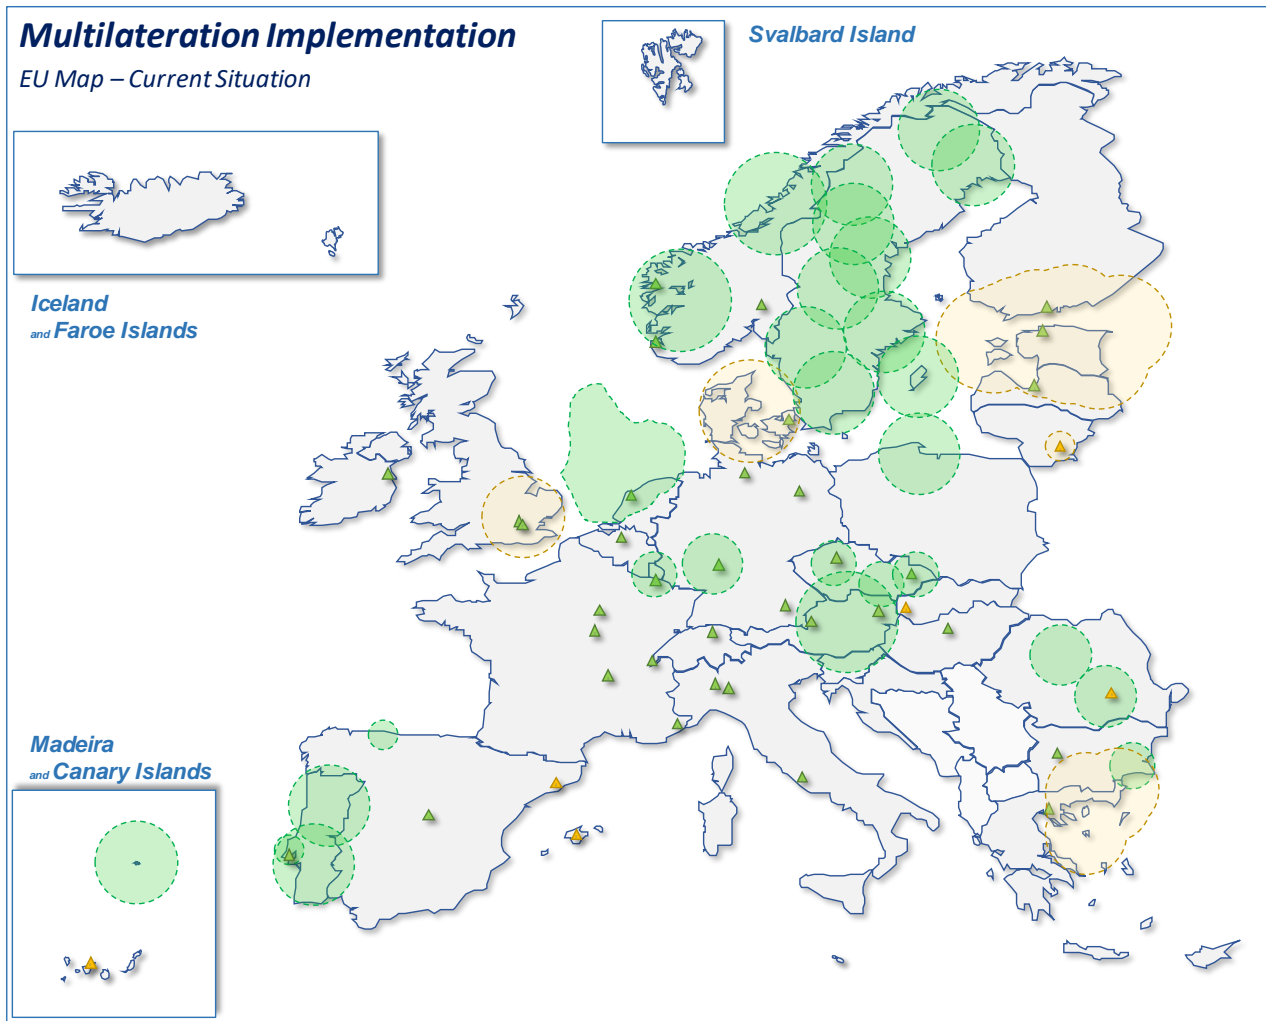 Multilateration Implementation
EU Map – Current Situation
Svalbard Island
Iceland
and Faroe Islands
Madeira
and Canary Islands